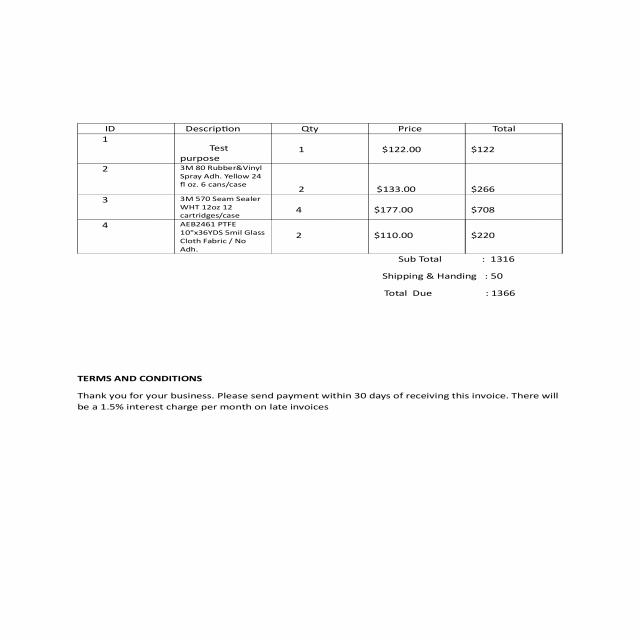 ID Description Qty Price Total
1 Test purpose 1 $122.00 $122
2 3M 80 Rubber&Vinyl Spray Adh. Yellow 24 fl oz. 6 cans/case 2 $133.00 $266
3 3M 570 Seam Sealer WHT 12oz 12 cartridges/case 4 $177.00 $708
4 AEB2461 PTFE 10"x36YDS 5mil Glass Cloth Fabric / No Adh. 2 $110.00 $220
Sub Total : 1316
Shipping & Handing : 50
Total Due : 1366
TERMS AND CONDITIONS
Thank you for your business. Please send payment within 30 days of receiving this invoice. There will
be a 1.5% interest charge per month on late invoices